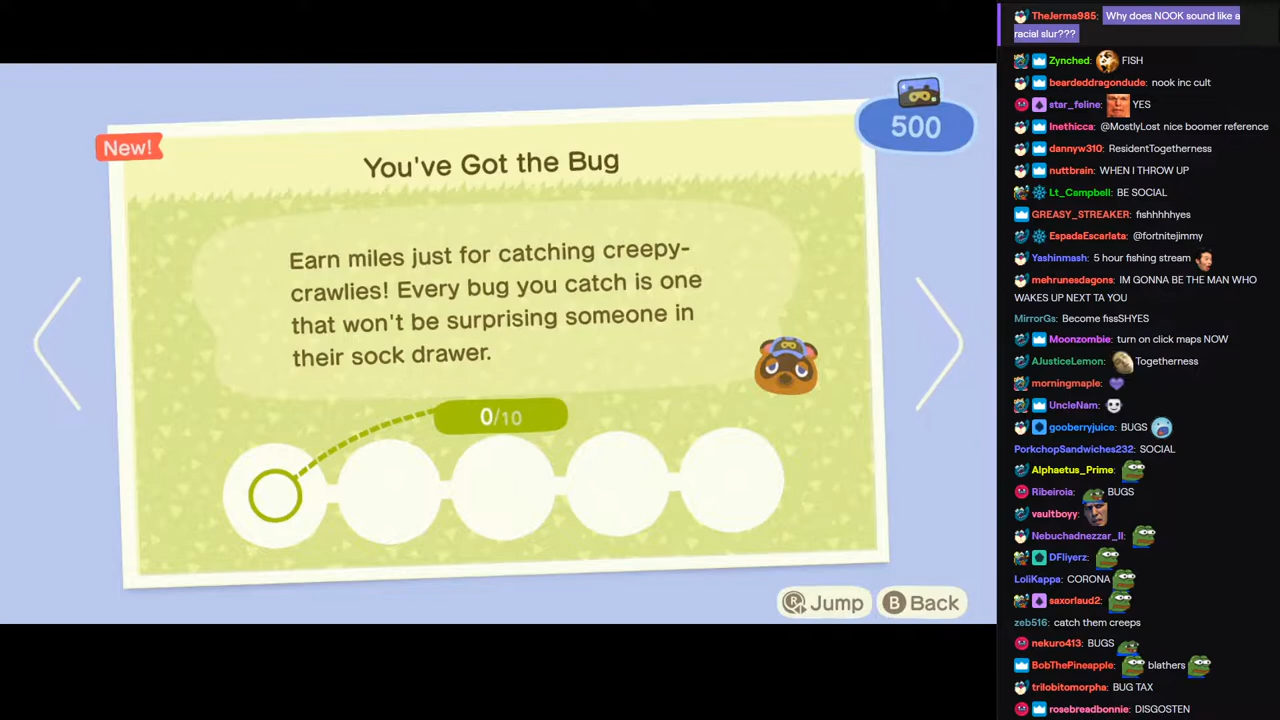 New!
500
You've Got the Bug
Earn miles just for catching creepy-
crawlies! Every bug you catch is one
that won't be surprising someone in
their sock drawer.
0/10
R Jump
B Back
TheJerma985: Why does NOOK sound like a
racial slur???
Zynched: FISH
beardeddragondude: nook inc cult
star_feline: YES
Inethicca: @MostlyLost nice boomer reference
dannyw310: ResidentTogetherness
nuttbrain: WHEN I THROW UP
Lt_Campbell: BE SOCIAL
GREASY_STREAKER: fishhhhhyes
EspadaEscarlata: @fortnitejimmy
Yashinmash: 5 hour fishing stream
mehrunesdagons: IM GONNA BE THE MAN WHO
WAKES UP NEXT TA YOU
MirrorGs: Become fissSHYES
Moonzombie: turn on click maps NOW
AJusticeLemon: Togetherness
morningmaple:
UncleNam:
gooberryjuice: BUGS
PorkchopSandwiches232: SOCIAL
Alphaetus_Prime:
Ribeiroia: BUGS
vaultboyy:
Nebuchadnezzar_II:
DFliyerz:
LoliKappa: CORONA
saxorlaud2:
zeb516: catch them creeps
nekuro413: BUGS
BobThePineapple: blathers
trilobitomorpha: BUG TAX
rosebreadbonnie: DISGOSTEN